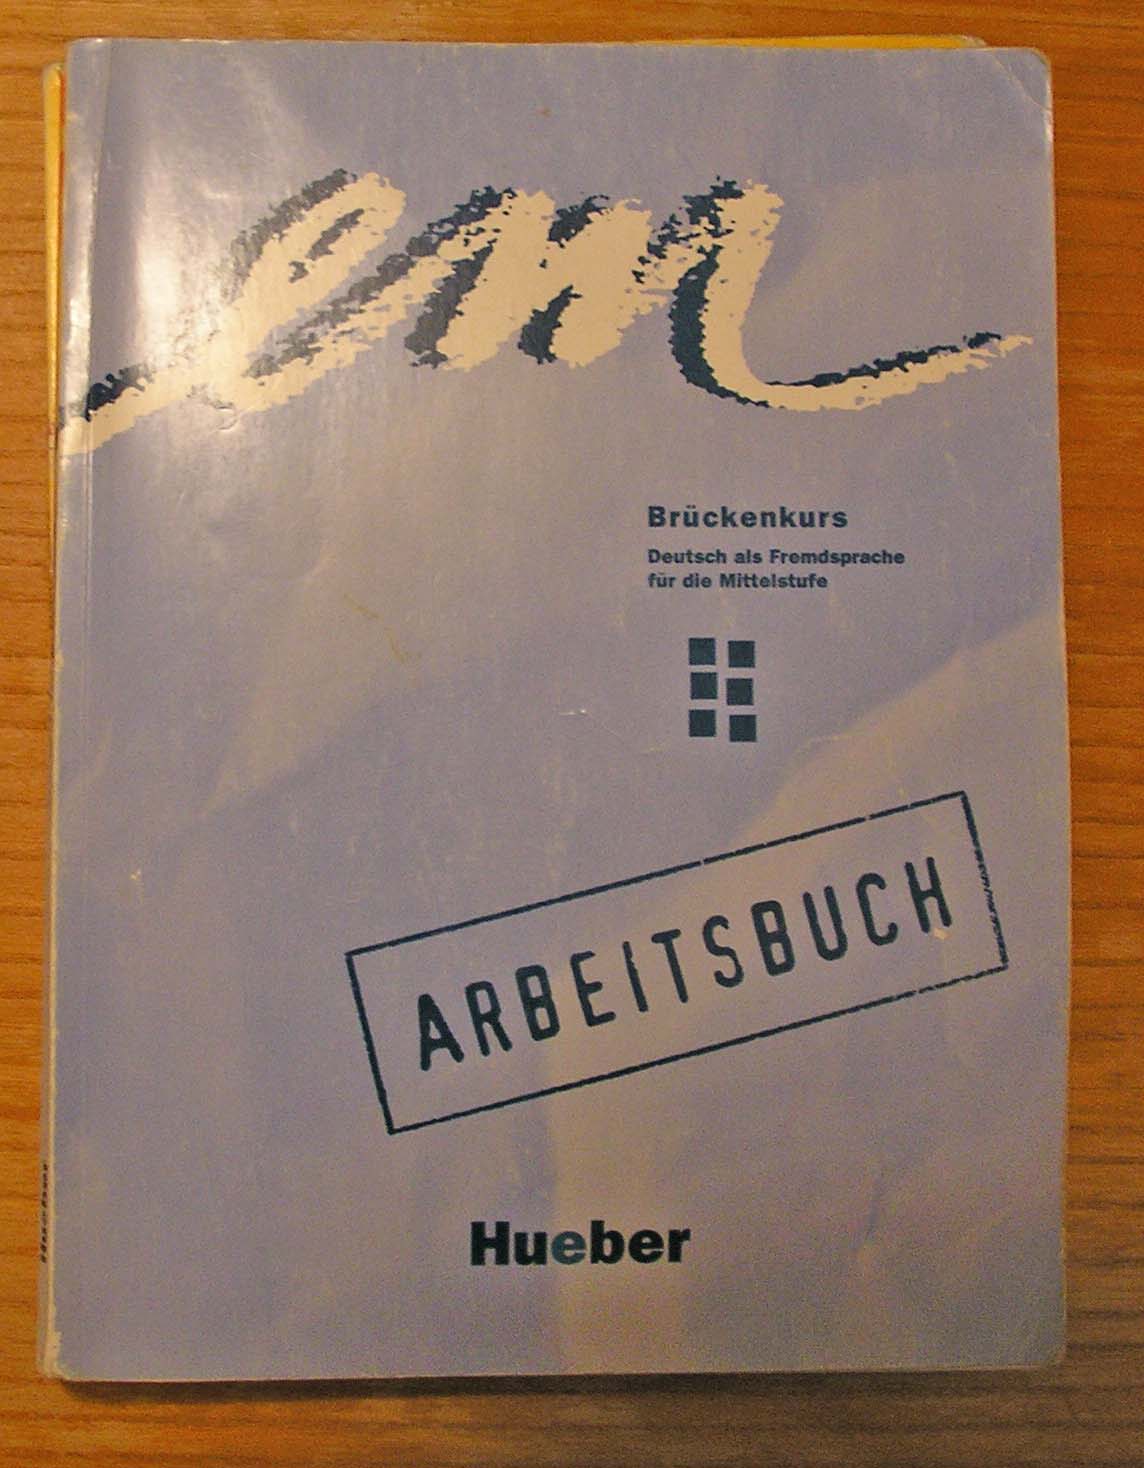 em
Brückenkurs
Deutsch als Fremdsprache
für die Mittelstufe
ARBEITSBUCH
Hueber